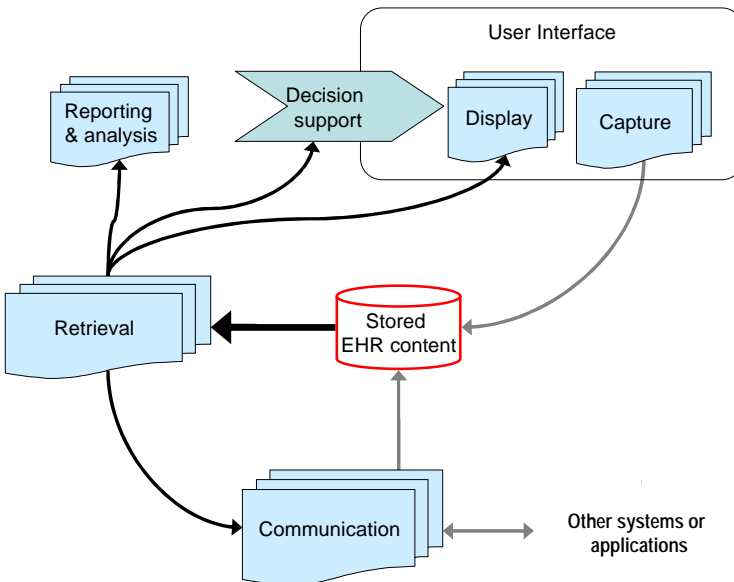 User Interface
Reporting
& analysis
Decision
support
Display
Capture
Retrieval
Stored
EHR content
Communication
Other systems or
applications